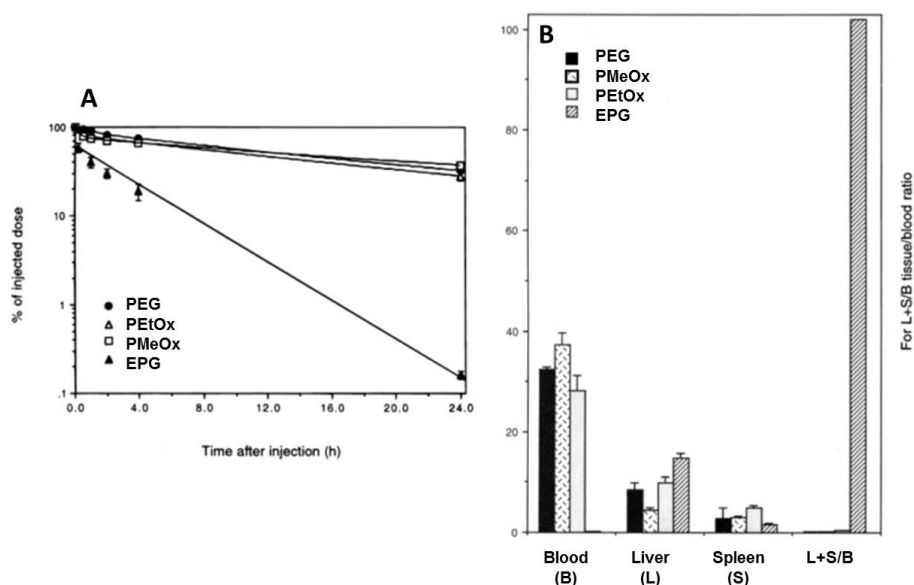 A
% of injected dose
100
10
1
.1
PEG
PEtOx
PMeOx
EPG
0.0 4.0 8.0 12.0 16.0 20.0 24.0
Time after injection (h)
B
PEG
PMeOx
PEtOx
EPG
100
80
60
40
20
0
For L+S/B tissue/blood ratio
Blood Liver Spleen L+S/B
(B) (L) (S)